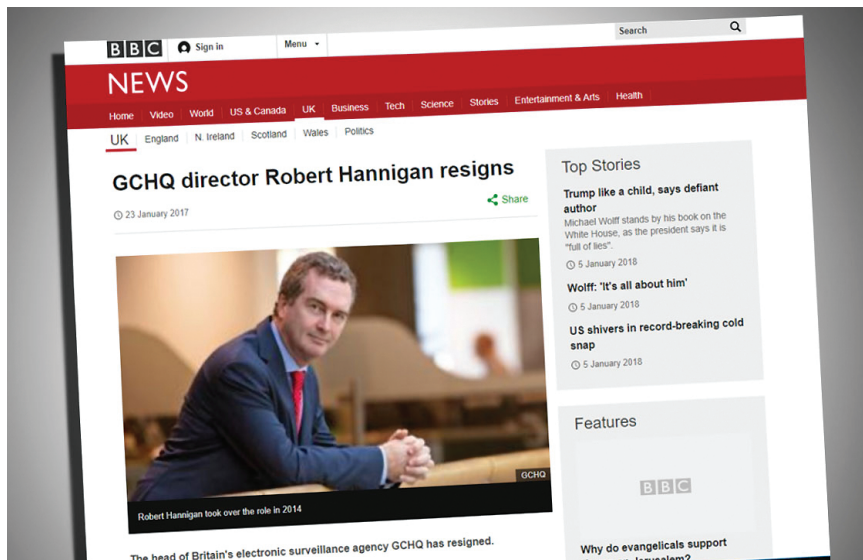 BBC Sign in Menu Search
NEWS
Home Video World US & Canada UK Business Tech Science Stories Entertainment & Arts Health
UK England N. Ireland Scotland Wales Politics
GCHQ director Robert Hannigan resigns
23 January 2017 Share
GCHQ
Robert Hannigan took over the role in 2014
The head of Britain's electronic surveillance agency GCHQ has resigned.
Top Stories
Trump like a child, says defiant
author
Michael Wolff stands by his book on the
White House, as the president says it is
"full of lies".
5 January 2018
Wolff: 'It's all about him'
5 January 2018
US shivers in record-breaking cold
snap
5 January 2018
Features
BBC
Why do evangelicals support
Jerusalem?